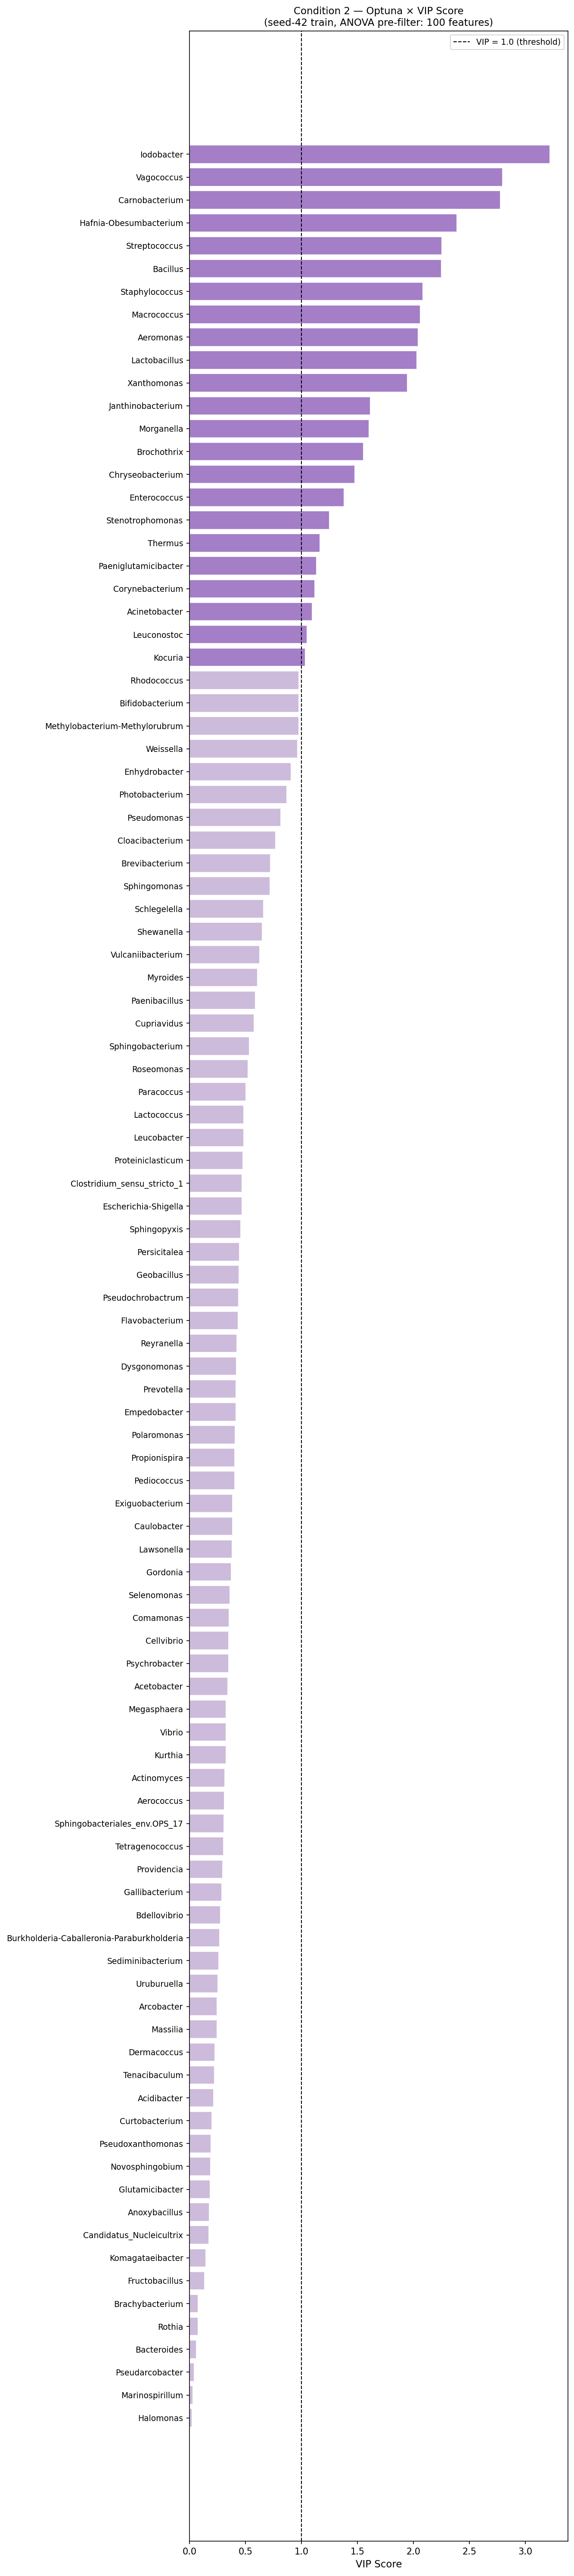 Condition 2 — Optuna × VIP Score
(seed-42 train, ANOVA pre-filter: 100 features)
VIP = 1.0 (threshold)
Iodobacter
Vagococcus
Carnobacterium
Hafnia-Obesumbacterium
Streptococcus
Bacillus
Staphylococcus
Macrococcus
Aeromonas
Lactobacillus
Xanthomonas
Janthinobacterium
Morganella
Brochothrix
Chryseobacterium
Enterococcus
Stenotrophomonas
Thermus
Paeniglutamicibacter
Corynebacterium
Acinetobacter
Leuconostoc
Kocuria
Rhodococcus
Bifidobacterium
Methylobacterium-Methylorubrum
Weissella
Enhydrobacter
Photobacterium
Pseudomonas
Cloacibacterium
Brevibacterium
Sphingomonas
Schlegelella
Shewanella
Vulcaniibacterium
Myroides
Paenibacillus
Cupriavidus
Sphingobacterium
Roseomonas
Paracoccus
Lactococcus
Leucobacter
Proteiniclasticum
Clostridium_sensu_stricto_1
Escherichia-Shigella
Sphingopyxis
Persicitalea
Geobacillus
Pseudochrobactrum
Flavobacterium
Reyranella
Dysgonomonas
Prevotella
Empedobacter
Polaromonas
Propionispira
Pediococcus
Exiguobacterium
Caulobacter
Lawsonella
Gordonia
Selenomonas
Comamonas
Cellvibrio
Psychrobacter
Acetobacter
Megasphaera
Vibrio
Kurthia
Actinomyces
Aerococcus
Sphingobacteriales_env.OPS_17
Tetragenococcus
Providencia
Gallibacterium
Bdellovibrio
Burkholderia-Caballeronia-Paraburkholderia
Sediminibacterium
Uruburuella
Arcobacter
Massilia
Dermacoccus
Tenacibaculum
Acidibacter
Curtobacterium
Pseudoxanthomonas
Novosphingobium
Glutamicibacter
Anoxybacillus
Candidatus_Nucleicultrix
Komagataeibacter
Fructobacillus
Brachybacterium
Rothia
Bacteroides
Pseudarcobacter
Marinospirillum
Halomonas
0.0 0.5 1.0 1.5 2.0 2.5 3.0
VIP Score